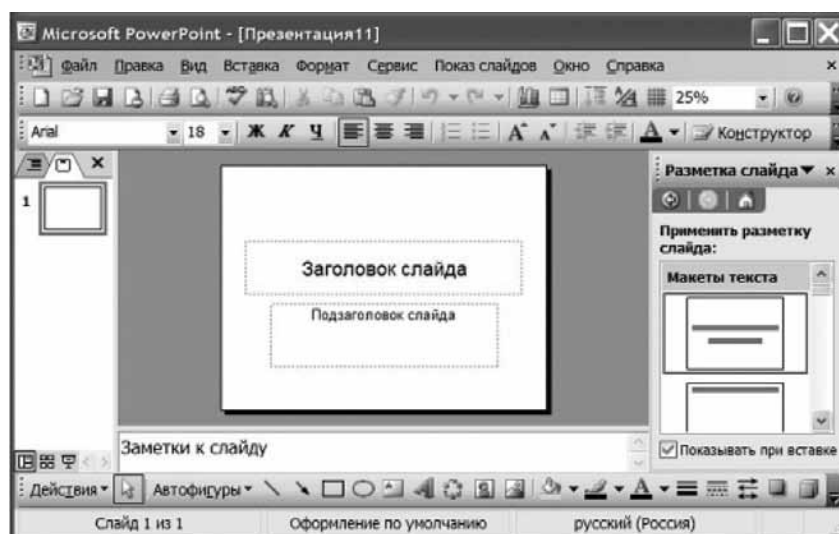 Microsoft PowerPoint - [Презентация11]
Файл Правка Вид Вставка Формат Сервис Показ слайдов Окно Справка
25%
Arial 18 Ж К Ч A A A Конструктор
Разметка слайда
1
Применить разметку
слайда:
Макеты текста
Заголовок слайда
Подзаголовок слайда
Заметки к слайду
Показывать при вставке
Действия Автофигуры A
Слайд 1 из 1 Оформление по умолчанию русский (Россия)